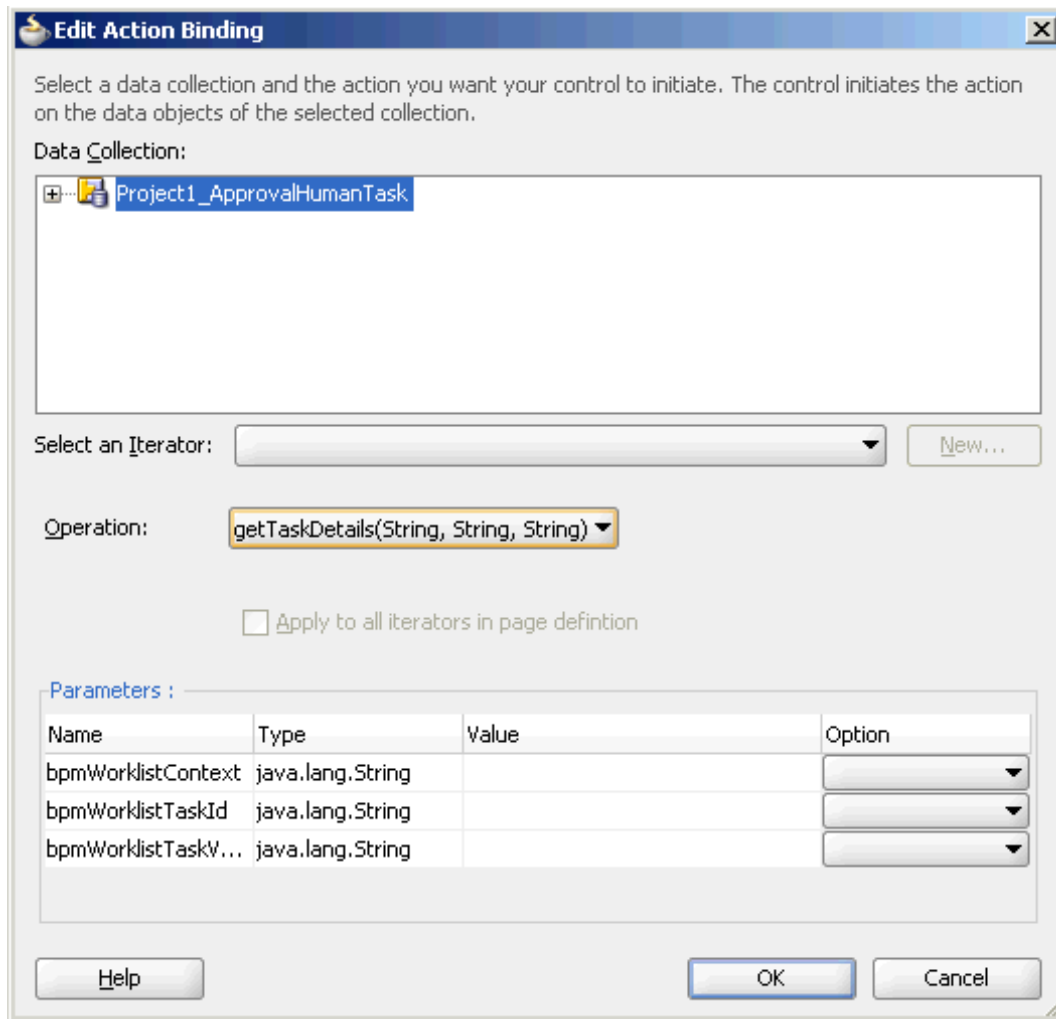 Edit Action Binding
Select a data collection and the action you want your control to initiate. The control initiates the action
on the data objects of the selected collection.
Data Collection:
Project1_ApprovalHumanTask
Select an Iterator:
New...
Operation:
getTaskDetails(String, String, String)
Apply to all iterators in page defintion
Parameters :
Name Type Value Option
bpmWorklistContext java.lang.String
bpmWorklistTaskId java.lang.String
bpmWorklistTaskV... java.lang.String
Help OK Cancel